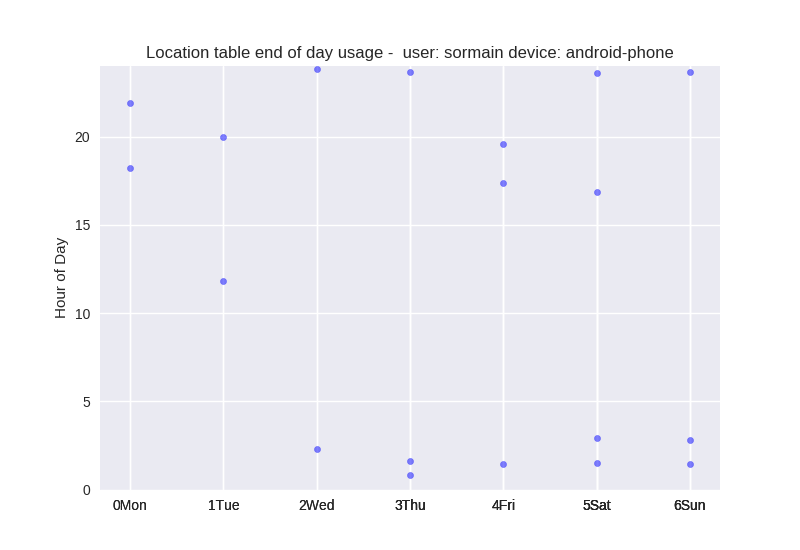 Location table end of day usage -  user: sormain device: android-phone
Hour of Day
20
15
10
5
0
0Mon 1Tue 2Wed 3Thu 4Fri 5Sat 6Sun